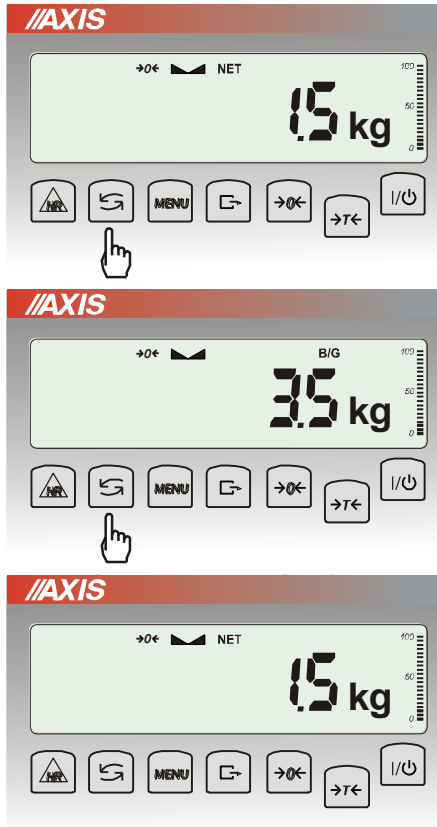 //AXIS
→0← NET 100
1.5 kg 50
0
HR MENU →0← →T← I/⏻
//AXIS
→0← B/G 100
3.5 kg 50
0
HR MENU →0← →T← I/⏻
//AXIS
→0← NET 100
1.5 kg 50
0
HR MENU →0← →T← I/⏻